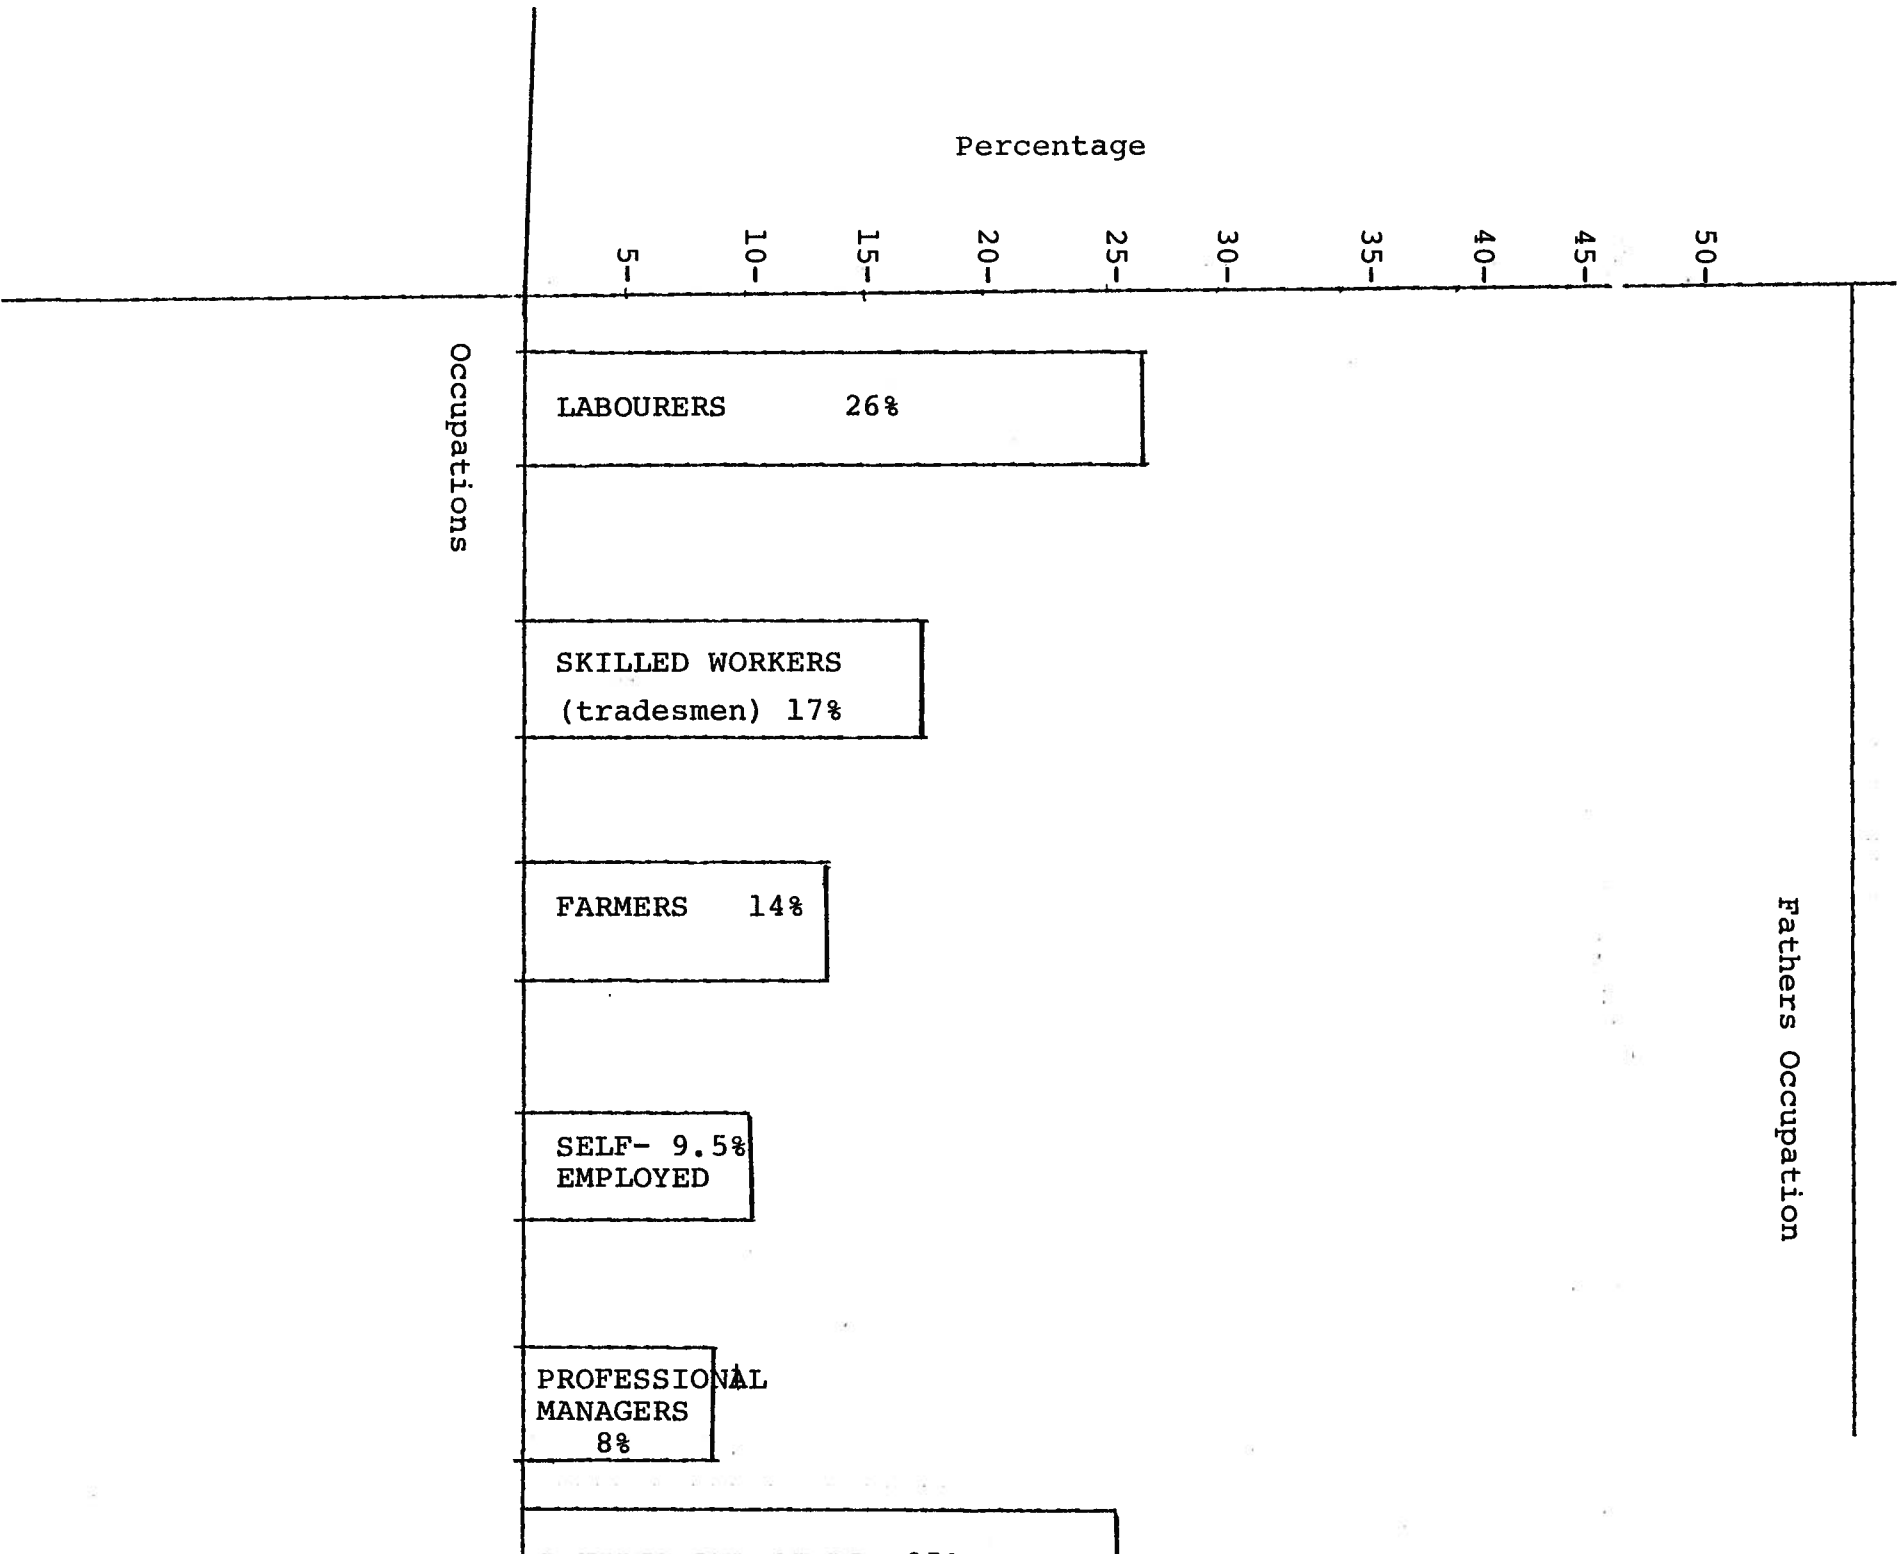 Percentage
5-
10-
15-
20-
25-
30-
35-
40-
45-
50-
Occupations
LABOURERS 26%
SKILLED WORKERS
(tradesmen) 17%
FARMERS 14%
SELF- 9.5%
EMPLOYED
PROFESSIONAL
MANAGERS
8%
Fathers Occupation